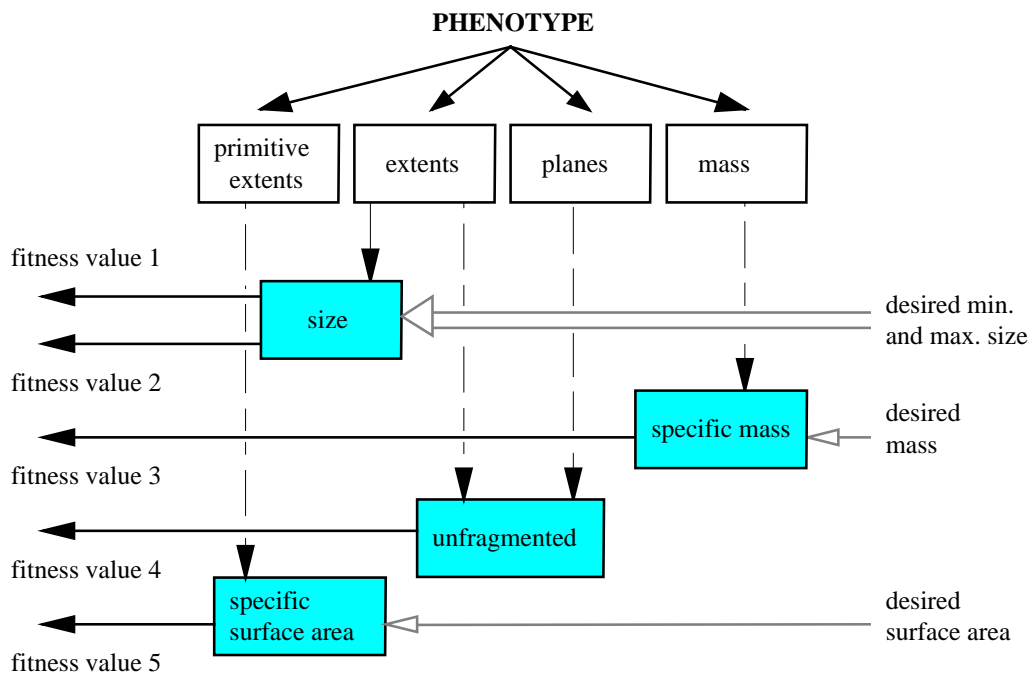 PHENOTYPE
primitive
extents
extents
planes
mass
fitness value 1
size
desired min.
and max. size
fitness value 2
specific mass
desired
mass
fitness value 3
unfragmented
fitness value 4
specific
surface area
desired
surface area
fitness value 5